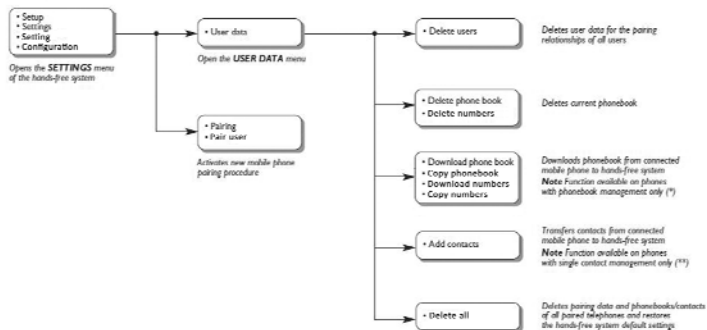 • Setup
• Settings
• Setting
• Configuration
Opens the SETTINGS menu
of the hands-free system
• User data
Open the USER DATA menu
• Pairing
• Pair user
Activates new mobile phone
pairing procedure
• Delete users
Deletes user data for the pairing
relationships of all users
• Delete phone book
• Delete numbers
Deletes current phonebook
• Download phone book
• Copy phonebook
• Download numbers
• Copy numbers
Downloads phonebook from connected
mobile phone to hands-free system
Note Function available on phones
with phonebook management only (*)
• Add contacts
Transfers contacts from connected
mobile phone to hands-free system
Note Function available on phones
with single contact management only (**)
• Delete all
Deletes pairing data and phonebooks/contacts
of all paired telephones and restores
the hands-free system default settings